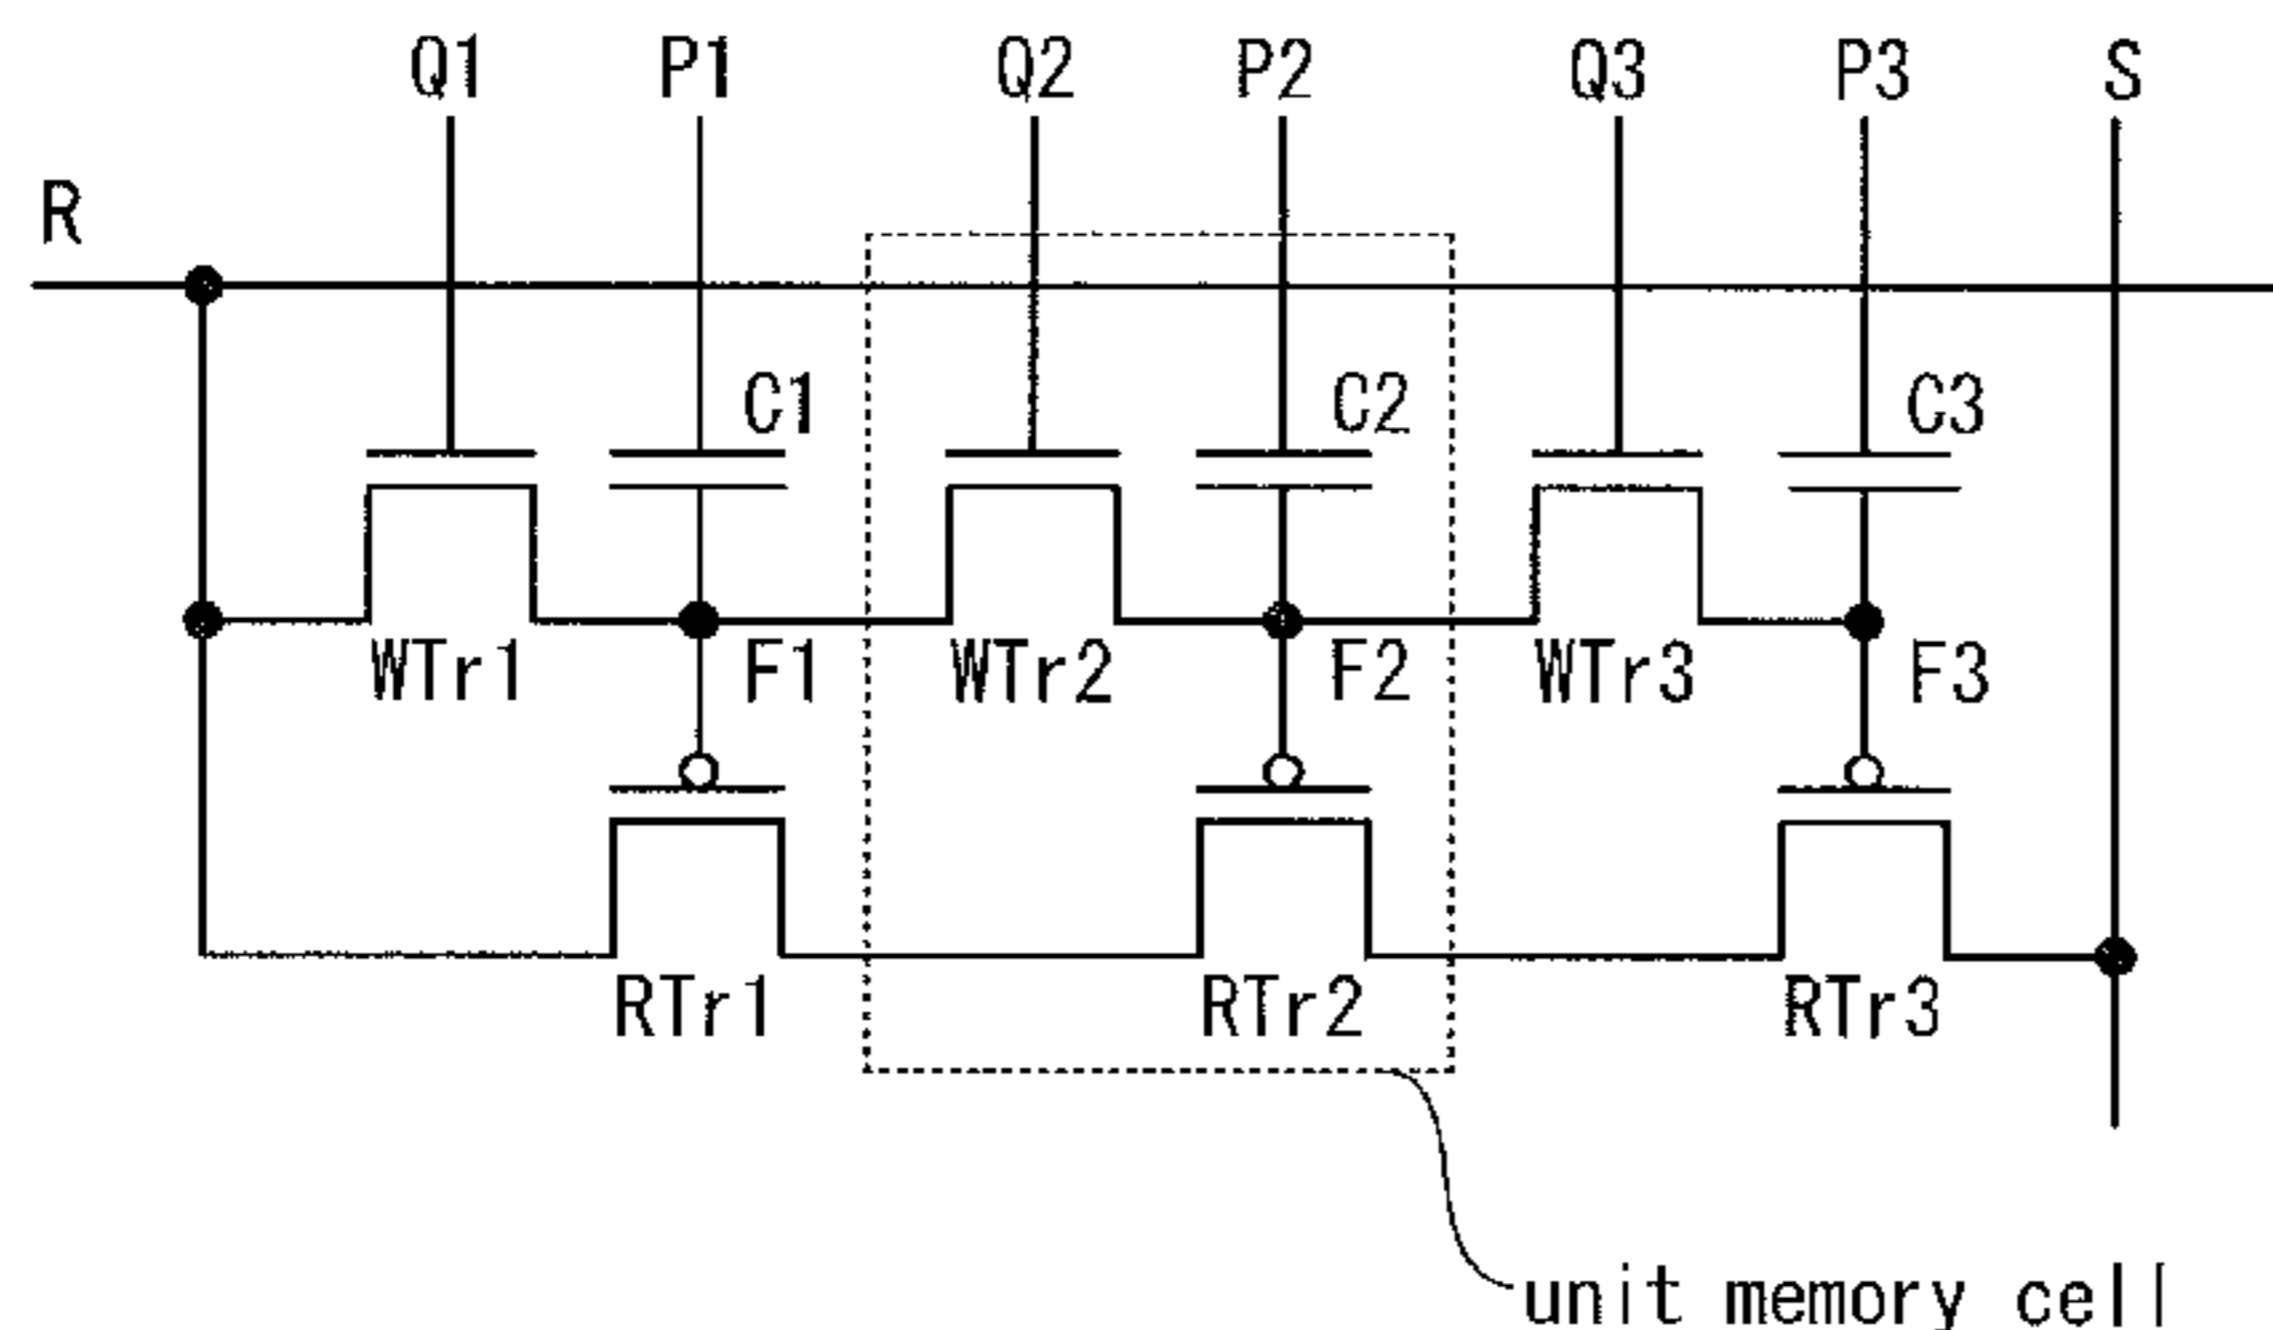 Q1 P1 Q2 P2 Q3 P3 S
R
C1 C2 C3
WTr1 F1 WTr2 F2 WTr3 F3
RTr1 RTr2 RTr3
unit memory cell